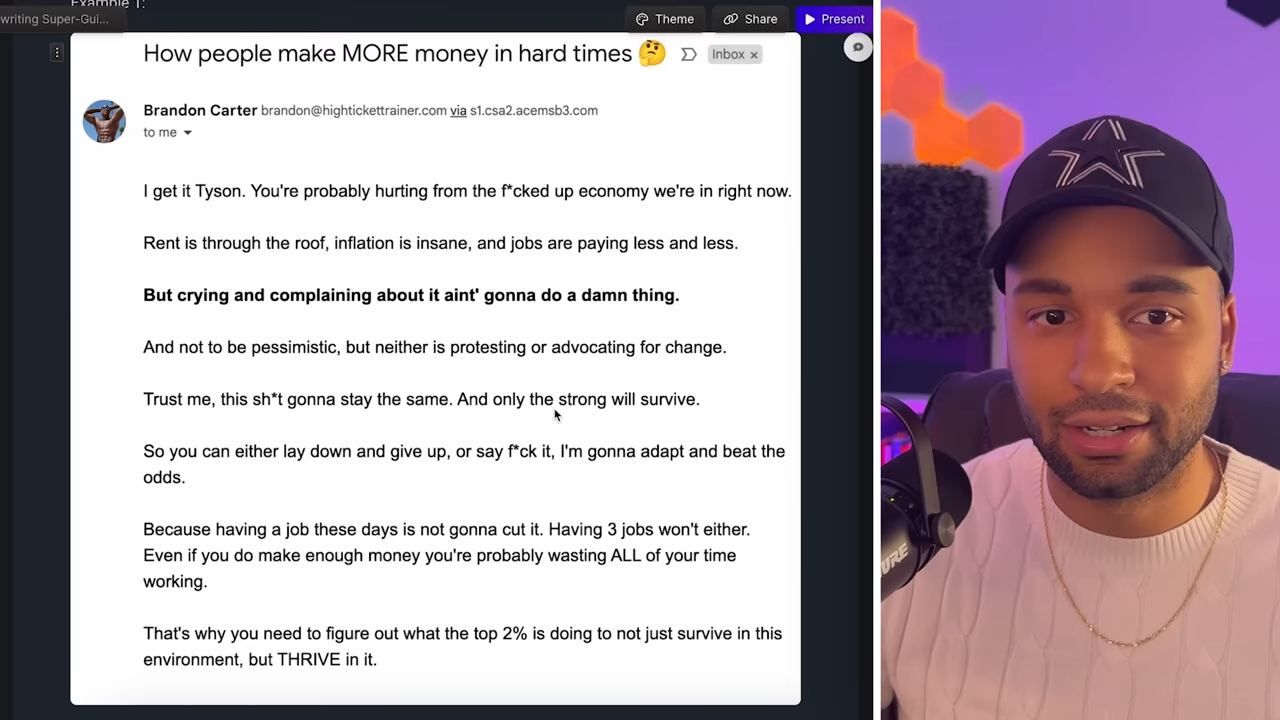 Example 1:
writing Super-Gui...
Theme
Share
Present
How people make MORE money in hard times 🤔
Inbox ×
Brandon Carter brandon@hightickettrainer.com via s1.csa2.acemsb3.com
to me
I get it Tyson. You're probably hurting from the f*cked up economy we're in right now.
Rent is through the roof, inflation is insane, and jobs are paying less and less.
But crying and complaining about it aint' gonna do a damn thing.
And not to be pessimistic, but neither is protesting or advocating for change.
Trust me, this sh*t gonna stay the same. And only the strong will survive.
So you can either lay down and give up, or say f*ck it, I'm gonna adapt and beat the
odds.
Because having a job these days is not gonna cut it. Having 3 jobs won't either.
Even if you do make enough money you're probably wasting ALL of your time
working.
That's why you need to figure out what the top 2% is doing to not just survive in this
environment, but THRIVE in it.